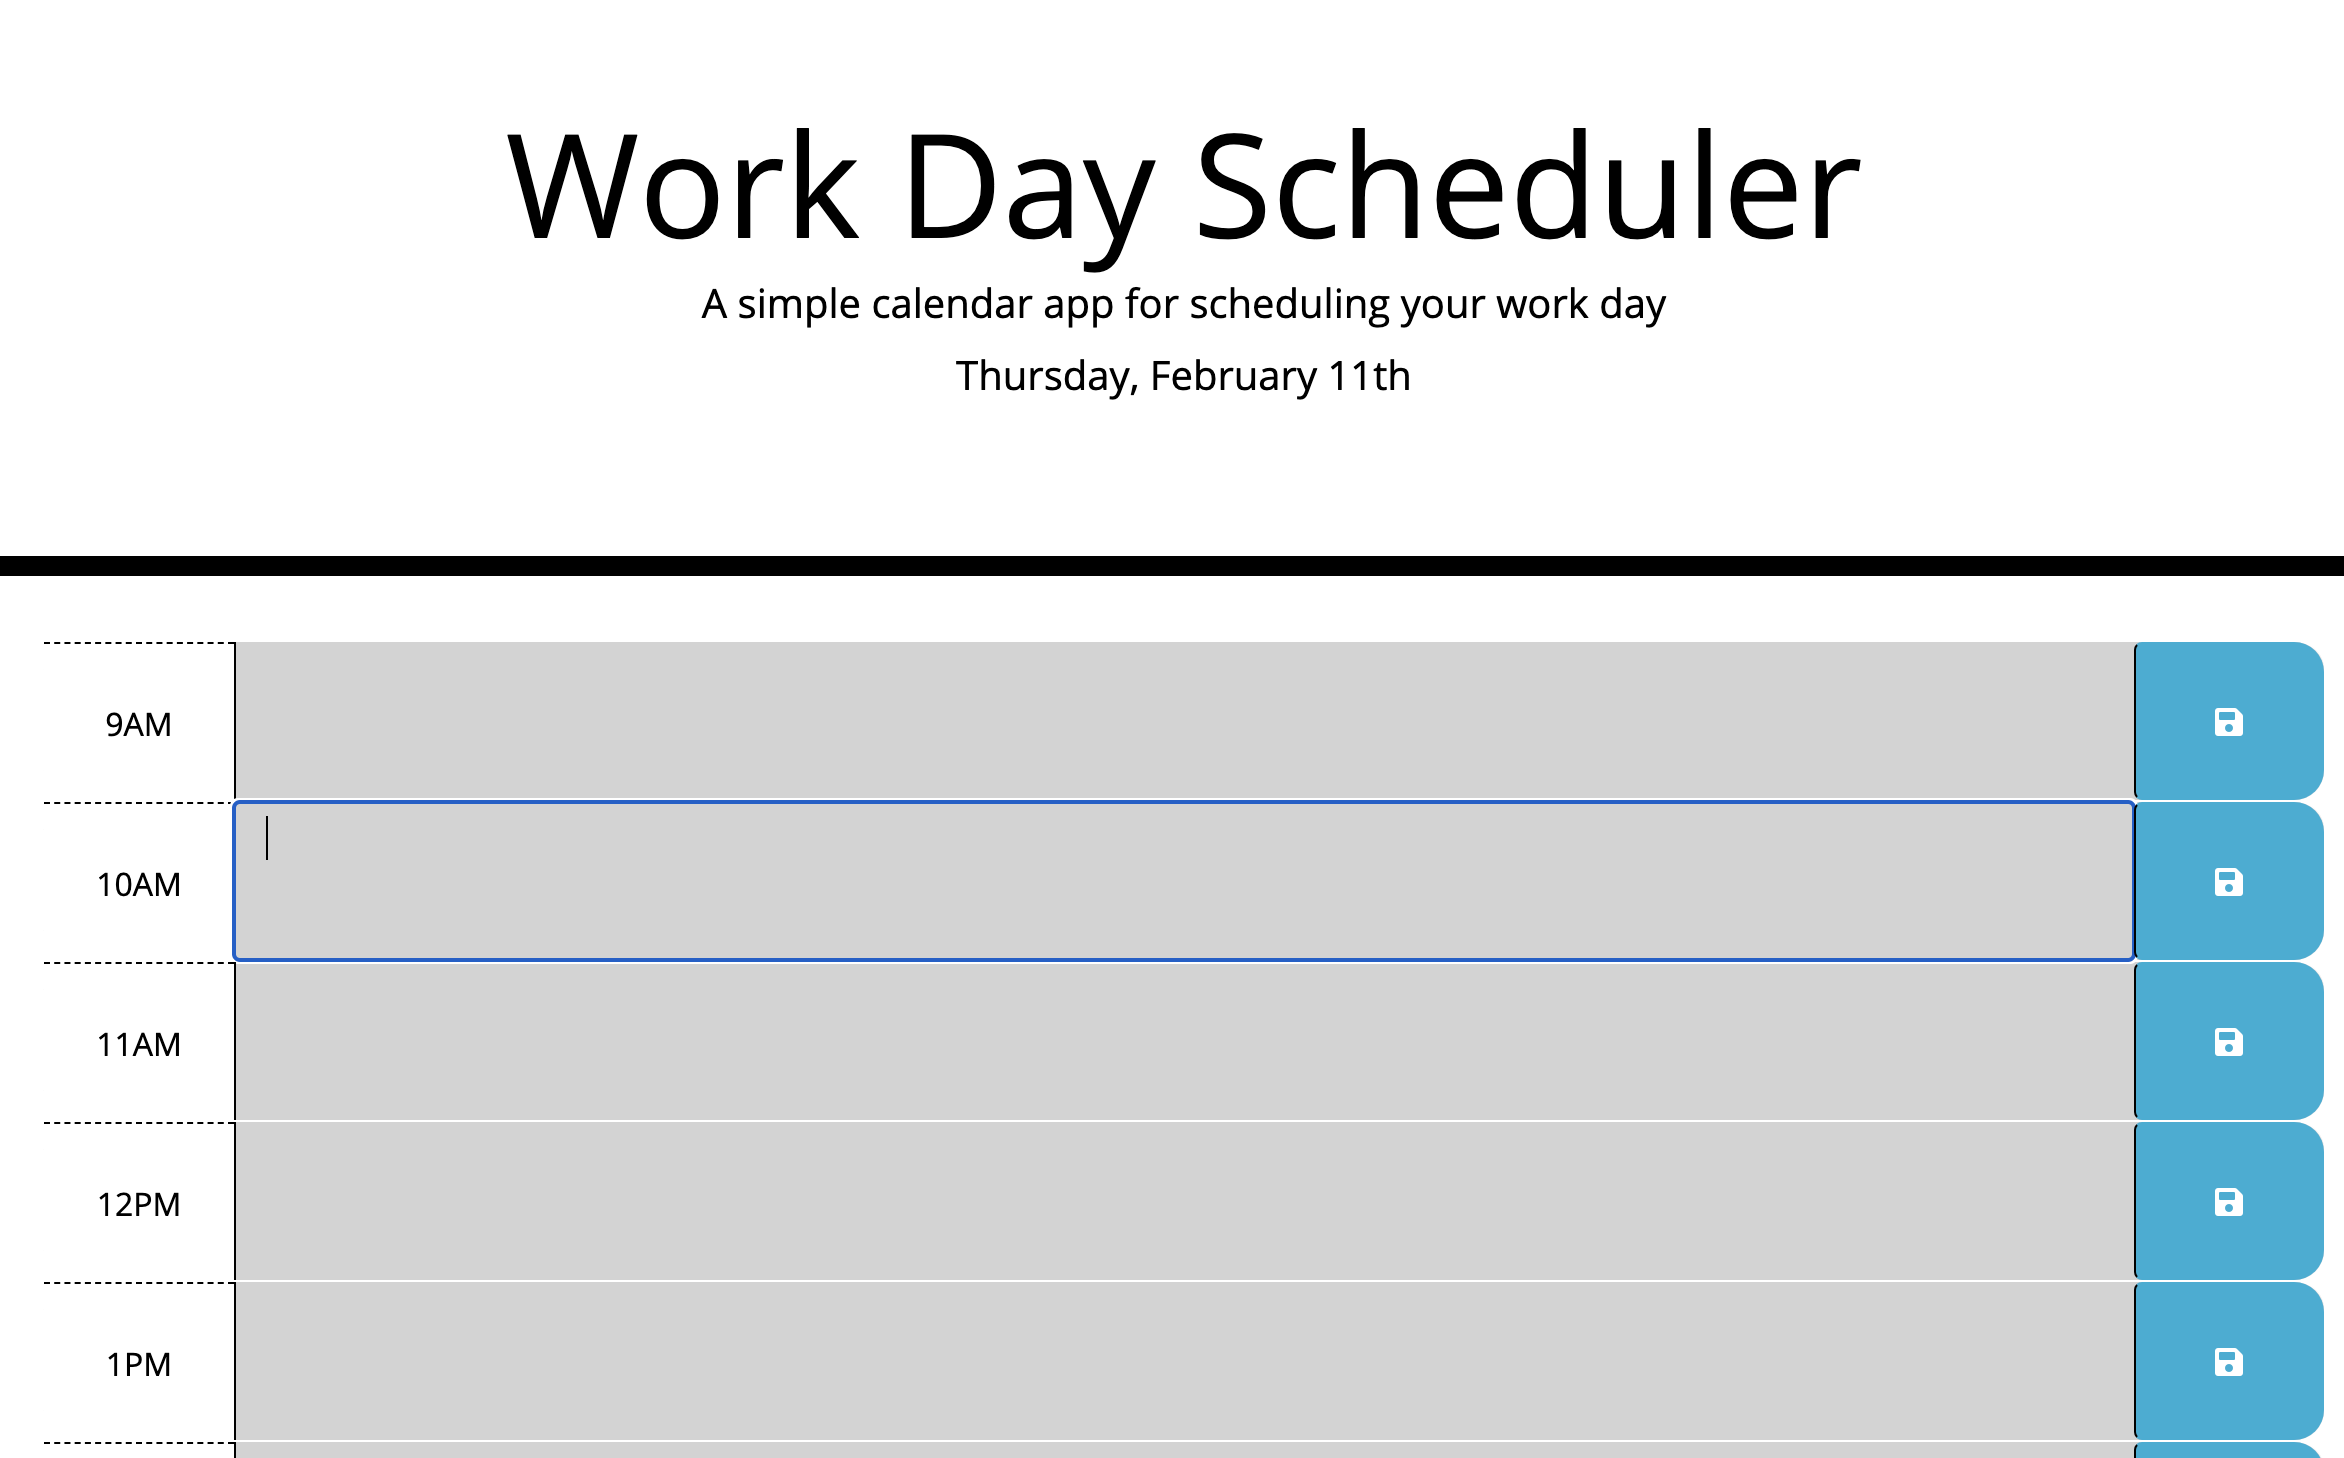 Work Day Scheduler
A simple calendar app for scheduling your work day
Thursday, February 11th
9AM
10AM
11AM
12PM
1PM